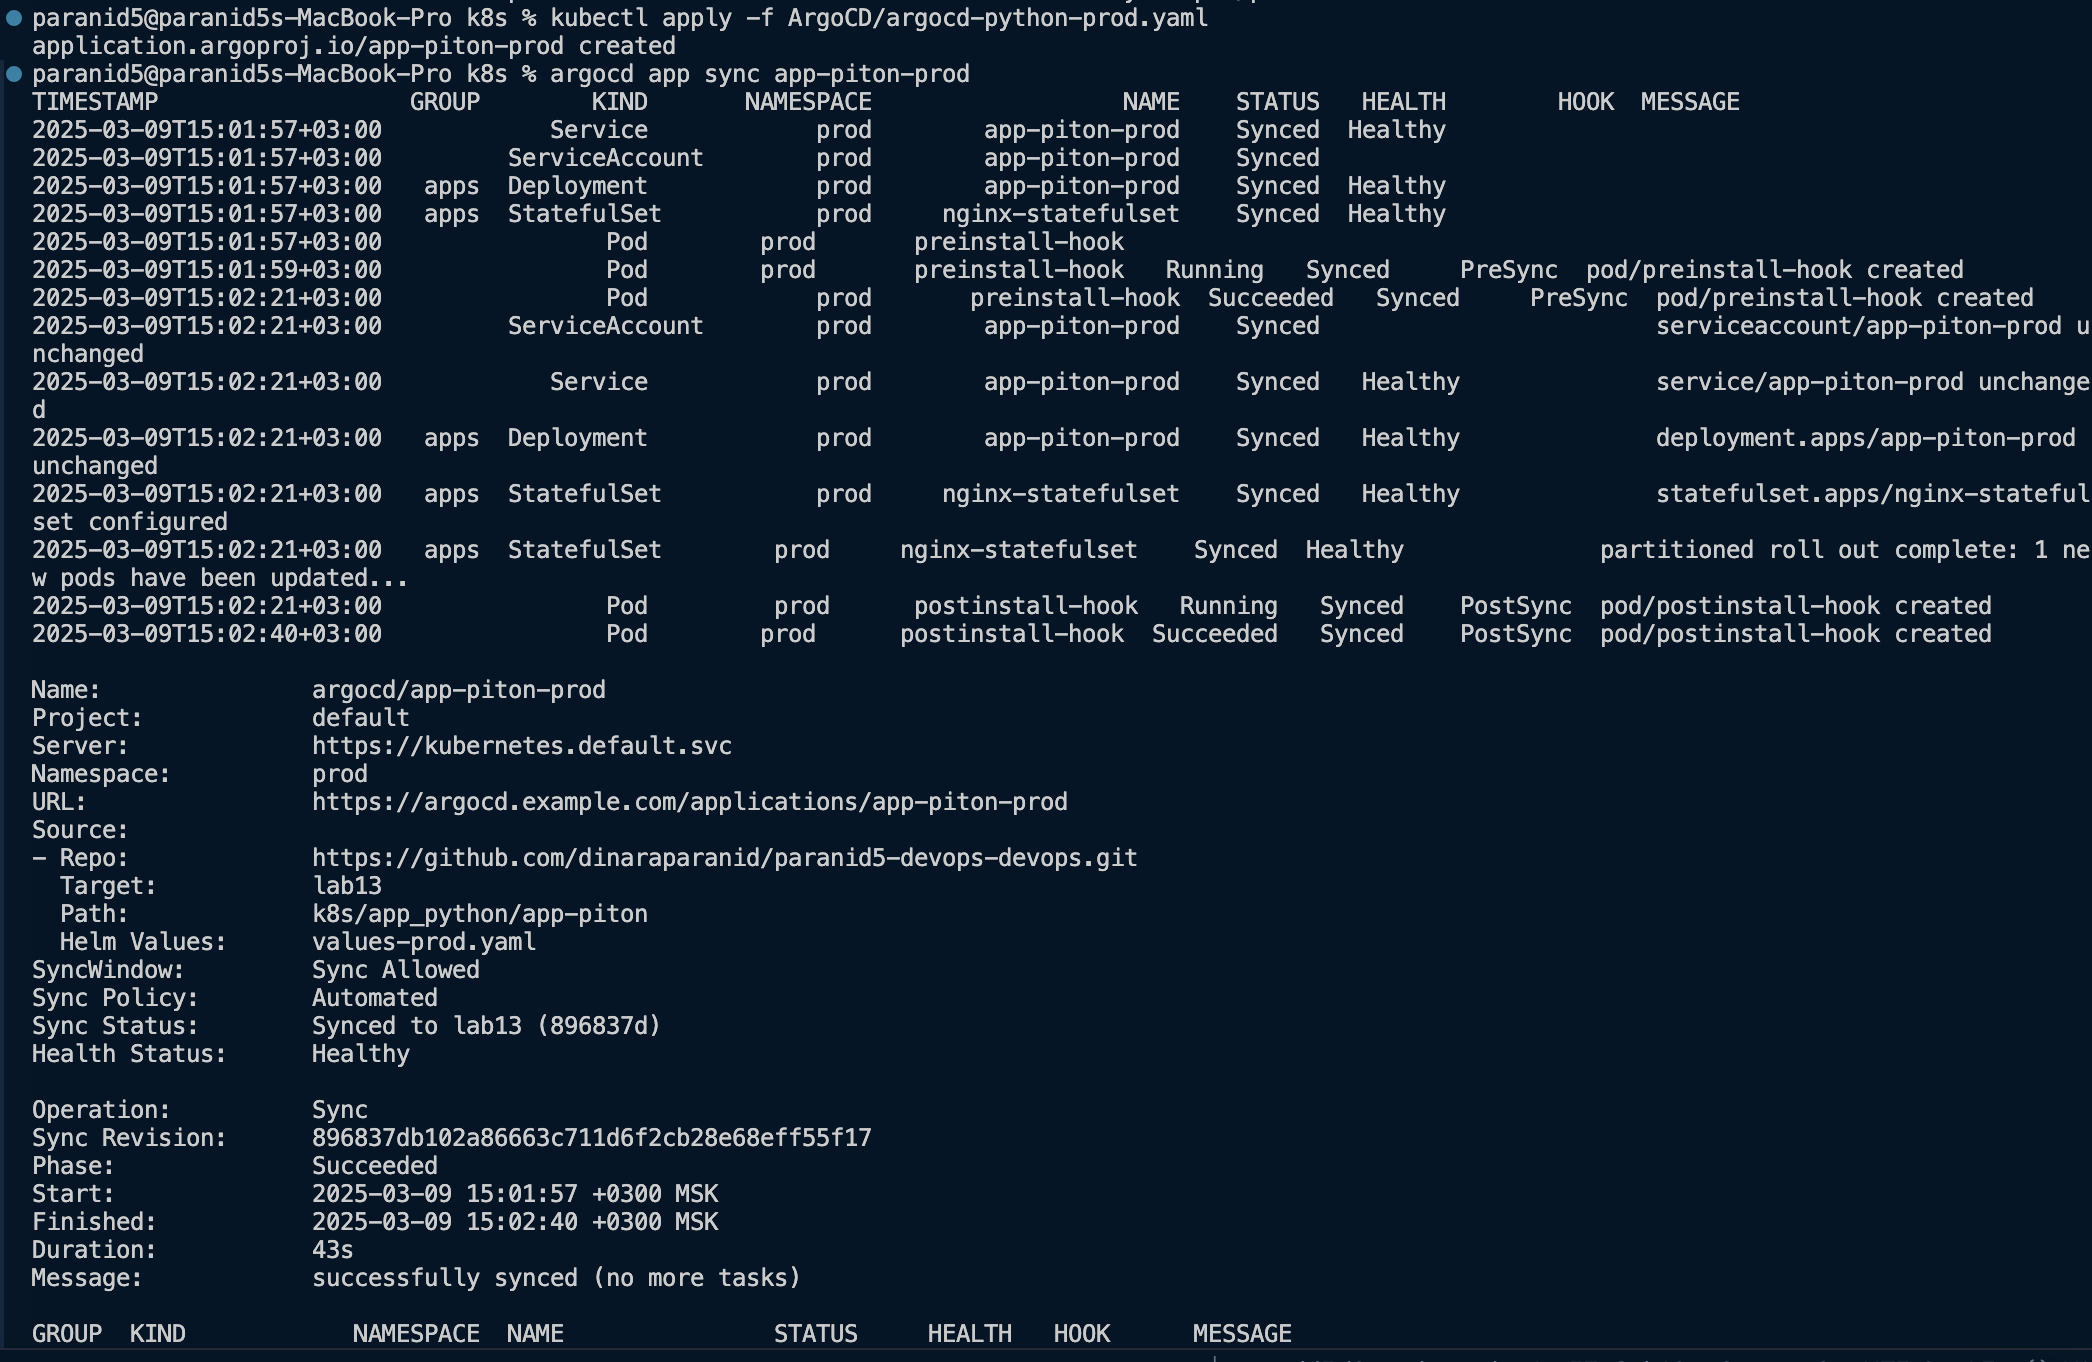 paranid5@paranid5s-MacBook-Pro k8s % kubectl apply -f ArgoCD/argocd-python-prod.yaml
application.argoproj.io/app-piton-prod created
paranid5@paranid5s-MacBook-Pro k8s % argocd app sync app-piton-prod
TIMESTAMP GROUP KIND NAMESPACE NAME STATUS HEALTH HOOK MESSAGE
2025-03-09T15:01:57+03:00 Service prod app-piton-prod Synced Healthy
2025-03-09T15:01:57+03:00 ServiceAccount prod app-piton-prod Synced
2025-03-09T15:01:57+03:00 apps Deployment prod app-piton-prod Synced Healthy
2025-03-09T15:01:57+03:00 apps StatefulSet prod nginx-statefulset Synced Healthy
2025-03-09T15:01:57+03:00 Pod prod preinstall-hook
2025-03-09T15:01:59+03:00 Pod prod preinstall-hook Running Synced PreSync pod/preinstall-hook created
2025-03-09T15:02:21+03:00 Pod prod preinstall-hook Succeeded Synced PreSync pod/preinstall-hook created
2025-03-09T15:02:21+03:00 ServiceAccount prod app-piton-prod Synced serviceaccount/app-piton-prod u
nchanged
2025-03-09T15:02:21+03:00 Service prod app-piton-prod Synced Healthy service/app-piton-prod unchange
d
2025-03-09T15:02:21+03:00 apps Deployment prod app-piton-prod Synced Healthy deployment.apps/app-piton-prod
unchanged
2025-03-09T15:02:21+03:00 apps StatefulSet prod nginx-statefulset Synced Healthy statefulset.apps/nginx-stateful
set configured
2025-03-09T15:02:21+03:00 apps StatefulSet prod nginx-statefulset Synced Healthy partitioned roll out complete: 1 ne
w pods have been updated...
2025-03-09T15:02:21+03:00 Pod prod postinstall-hook Running Synced PostSync pod/postinstall-hook created
2025-03-09T15:02:40+03:00 Pod prod postinstall-hook Succeeded Synced PostSync pod/postinstall-hook created
Name: argocd/app-piton-prod
Project: default
Server: https://kubernetes.default.svc
Namespace: prod
URL: https://argocd.example.com/applications/app-piton-prod
Source:
- Repo: https://github.com/dinaraparanid/paranid5-devops-devops.git
Target: lab13
Path: k8s/app_python/app-piton
Helm Values: values-prod.yaml
SyncWindow: Sync Allowed
Sync Policy: Automated
Sync Status: Synced to lab13 (896837d)
Health Status: Healthy
Operation: Sync
Sync Revision: 896837db102a86663c711d6f2cb28e68eff55f17
Phase: Succeeded
Start: 2025-03-09 15:01:57 +0300 MSK
Finished: 2025-03-09 15:02:40 +0300 MSK
Duration: 43s
Message: successfully synced (no more tasks)
GROUP KIND NAMESPACE NAME STATUS HEALTH HOOK MESSAGE